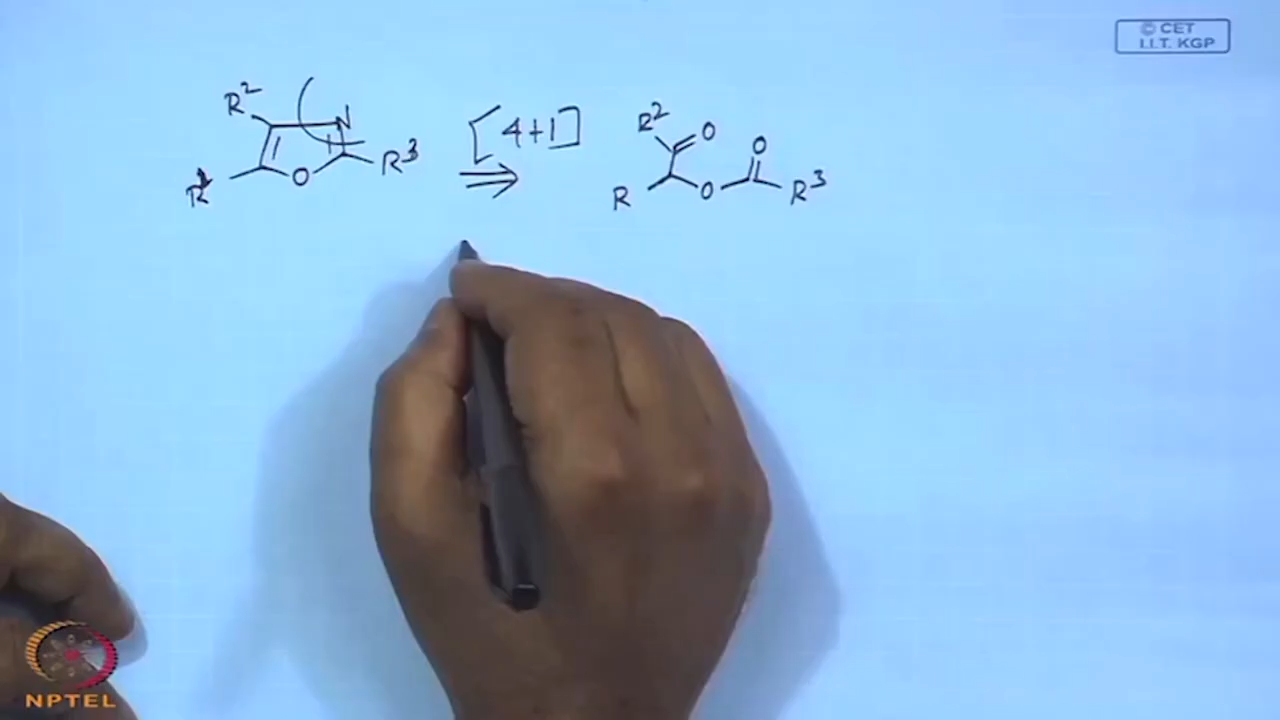 © CET
I.I.T. KGP
R² N R³ R¹ O
[4+1]
R² O O R O R³
NPTEL